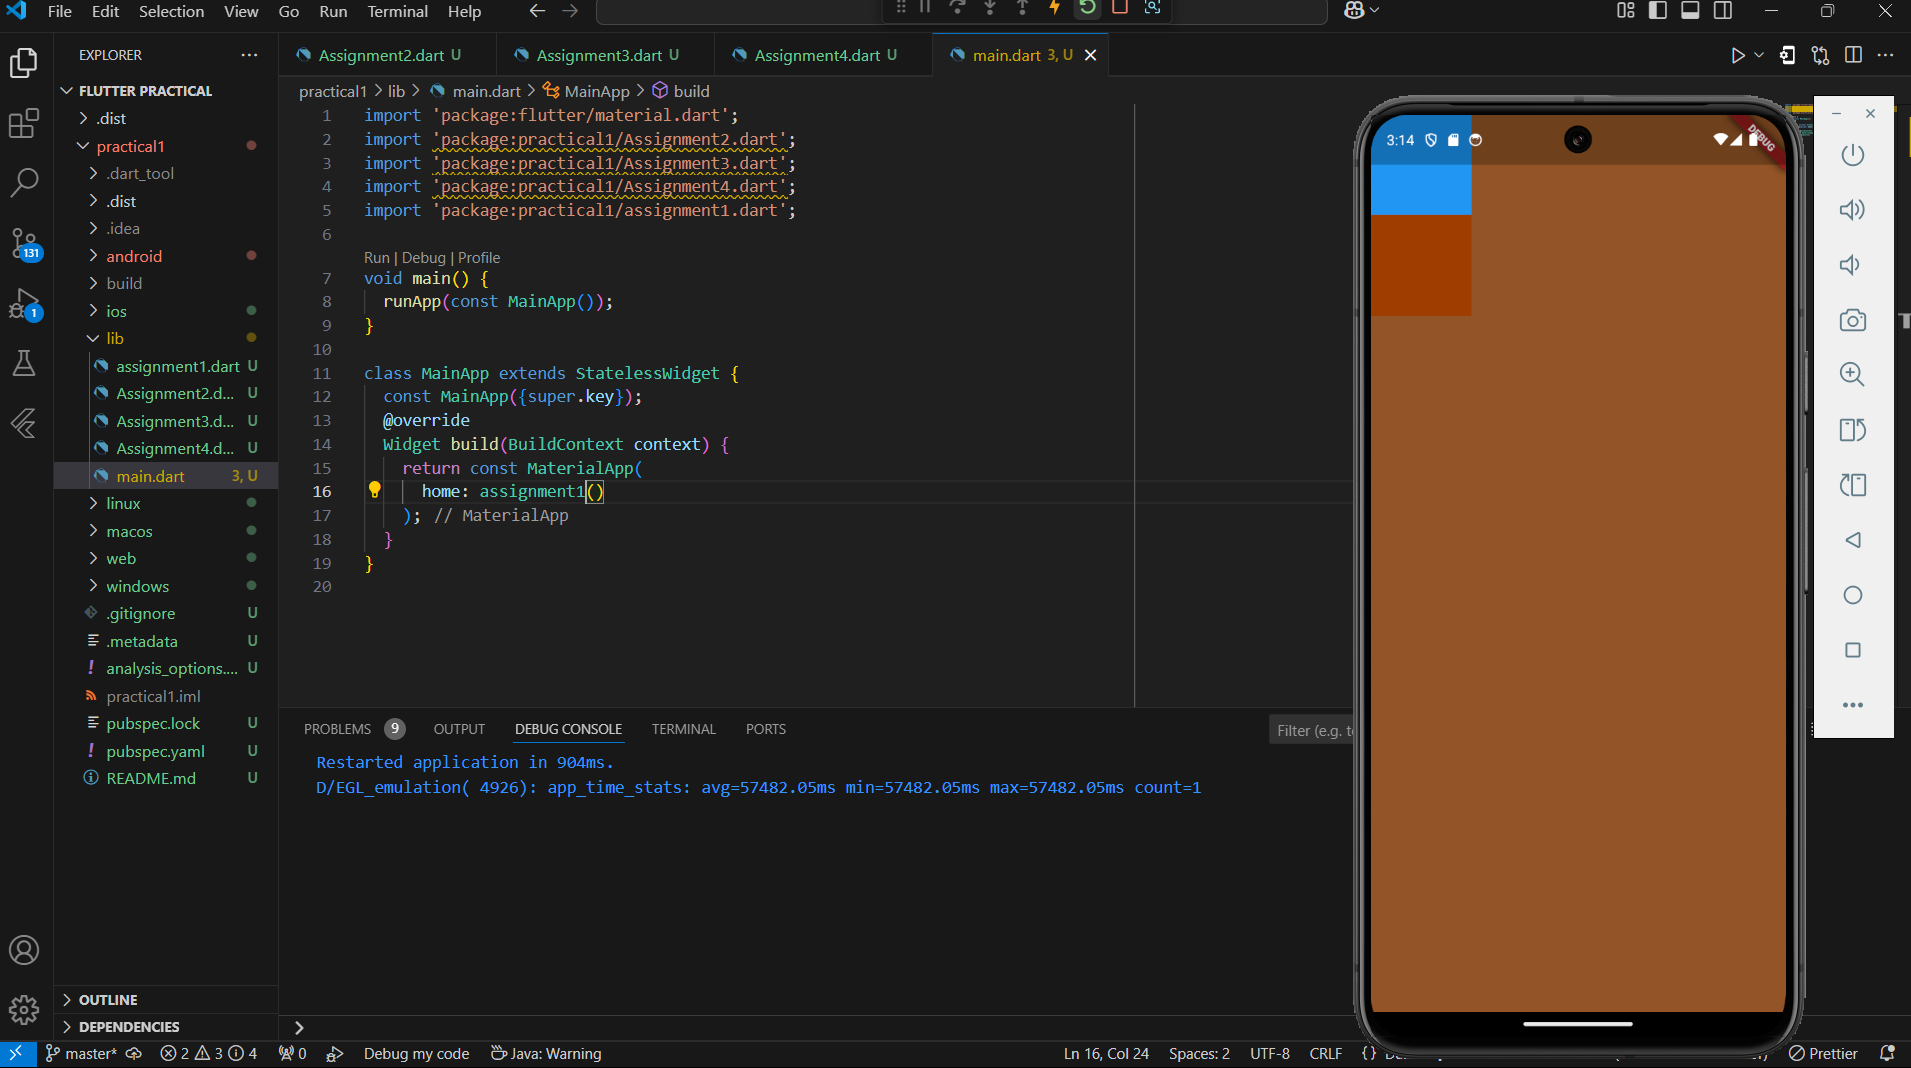 File Edit Selection View Go Run Terminal Help
EXPLORER
Assignment2.dart U
Assignment3.dart U
Assignment4.dart U
main.dart 3, U
FLUTTER PRACTICAL
practical1 > lib > main.dart > MainApp > build
.dist
practical1
.dart_tool
.dist
.idea
android
build
ios
lib
assignment1.dart U
Assignment2.d... U
Assignment3.d... U
Assignment4.d... U
main.dart 3, U
linux
macos
web
windows
.gitignore U
.metadata U
analysis_options.... U
practical1.iml
pubspec.lock U
pubspec.yaml U
README.md U
OUTLINE
DEPENDENCIES
131
1
1 import 'package:flutter/material.dart';
2 import 'package:practical1/Assignment2.dart';
3 import 'package:practical1/Assignment3.dart';
4 import 'package:practical1/Assignment4.dart';
5 import 'package:practical1/assignment1.dart';
6
Run | Debug | Profile
7 void main() {
8 runApp(const MainApp());
9 }
10
11 class MainApp extends StatelessWidget {
12 const MainApp({super.key});
13 @override
14 Widget build(BuildContext context) {
15 return const MaterialApp(
16 home: assignment1()
17 ); // MaterialApp
18 }
19 }
20
PROBLEMS 9 OUTPUT DEBUG CONSOLE TERMINAL PORTS
Filter (e.g. t
Restarted application in 904ms.
D/EGL_emulation( 4926): app_time_stats: avg=57482.05ms min=57482.05ms max=57482.05ms count=1
3:14
DEBUG
master* 2 3 4 0 Debug my code Java: Warning
Ln 16, Col 24 Spaces: 2 UTF-8 CRLF {} Prettier